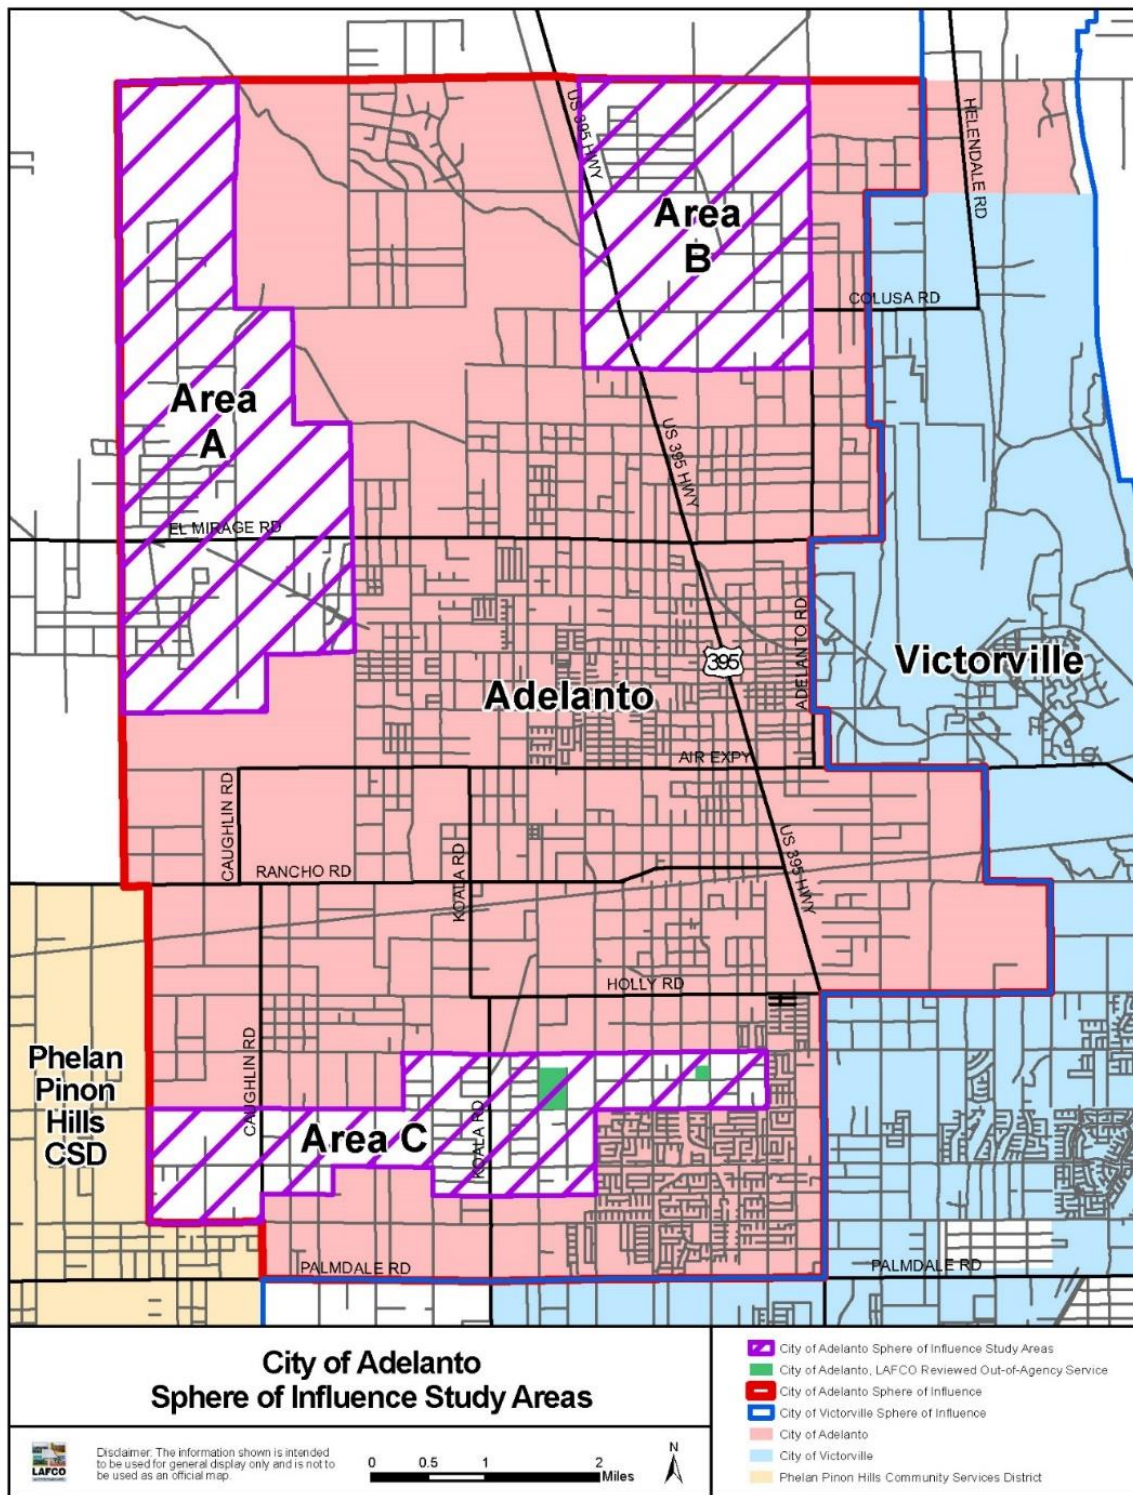 US 395 HWY
HELENDALE RD
Area
B
COLUSA RD
Area
A
US 395 HWY
EL MIRAGE RD
ADELANTO RD
395
Victorville
Adelanto
AIR EXPY
CAUGHLIN RD
US 395 HWY
KOALA RD
RANCHO RD
HOLLY RD
Phelan
Pinon
Hills
CSD
CAUGHLIN RD
KOALA RD
Area C
PALMDALE RD
PALMDALE RD
City of Adelanto
Sphere of Influence Study Areas
LAFCO
Disclaimer: The information shown is intended
to be used for general display only and is not to
be used as an official map.
0 0.5 1 2
Miles
N
City of Adelanto Sphere of Influence Study Areas
City of Adelanto, LAFCO Reviewed Out-of-Agency Service
City of Adelanto Sphere of Influence
City of Victorville Sphere of Influence
City of Adelanto
City of Victorville
Phelan Pinon Hills Community Services District